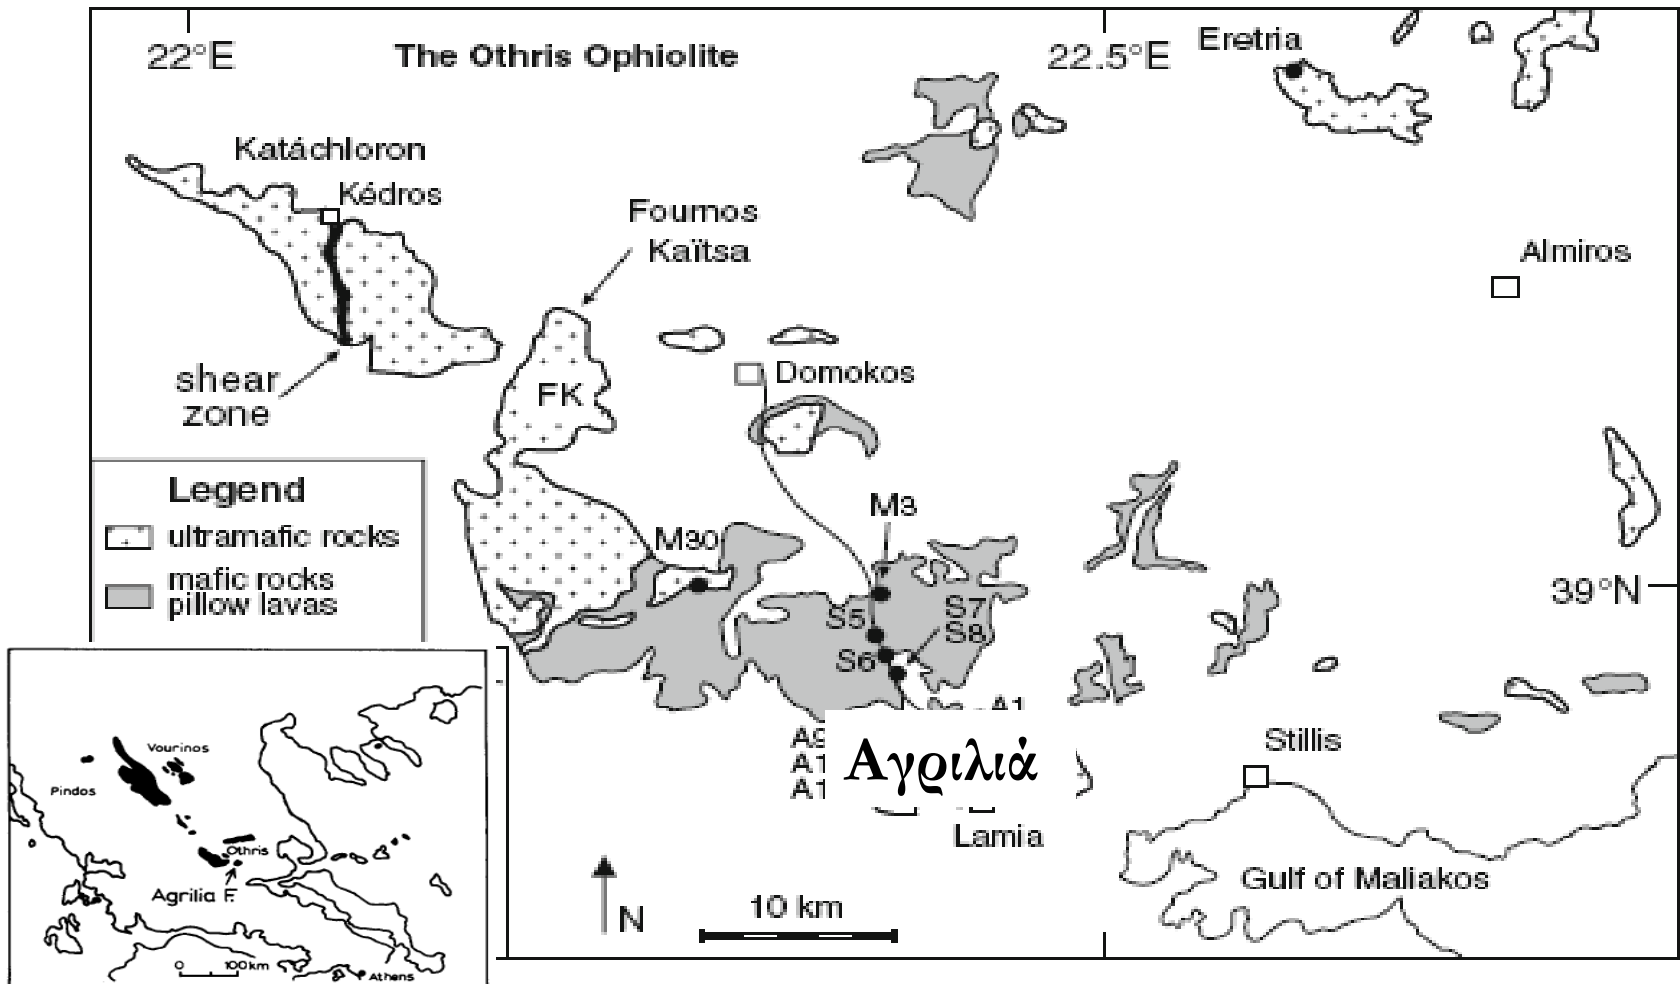 22°E
The Othris Ophiolite
22.5°E
Eretria
Katáchloron
Kédros
Fournos
Kaïtsa
Almiros
shear
zone
FK
Domokos
Legend
ultramafic rocks
mafic rocks
pillow lavas
M30
M3
39°N
S5
S7
S8
S6
A1
Αγριλιά
Stillis
Lamia
Gulf of Maliakos
N
10 km
Vourinos
Pindos
Othris
Agrilia F.
0 100km
Athens